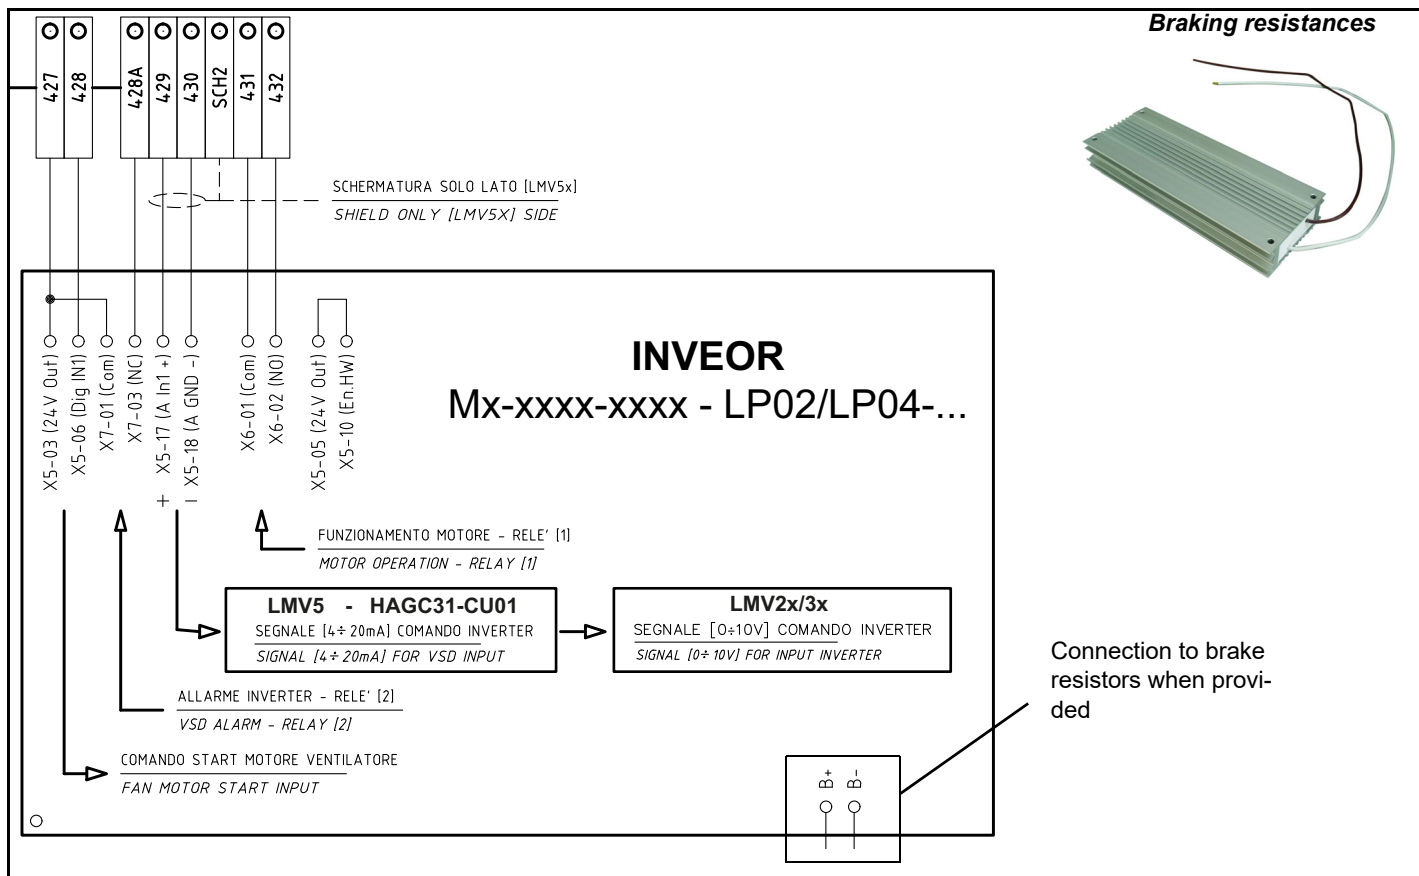 Braking resistances
427
428
428A
429
430
SCH2
431
432
SCHERMATURA SOLO LATO [LMV5x]
SHIELD ONLY [LMV5X] SIDE
X5-03 (24V Out)
X5-06 (Dig IN1)
X7-01 (Com)
X7-03 (NC)
+ X5-17 (A In1 +)
- X5-18 (A GND -)
X6-01 (Com)
X6-02 (NO)
X5-05 (24V Out)
X5-10 (En.HW)
INVEOR
Mx-xxxx-xxxx - LP02/LP04-...
FUNZIONAMENTO MOTORE - RELE' [1]
MOTOR OPERATION - RELAY [1]
LMV5 - HAGC31-CU01
SEGNALE [4÷20mA] COMANDO INVERTER
SIGNAL [4÷20mA] FOR VSD INPUT
LMV2x/3x
SEGNALE [0÷10V] COMANDO INVERTER
SIGNAL [0÷10V] FOR INPUT INVERTER
ALLARME INVERTER - RELE' [2]
VSD ALARM - RELAY [2]
COMANDO START MOTORE VENTILATORE
FAN MOTOR START INPUT
B+
B-
Connection to brake
resistors when provi-
ded